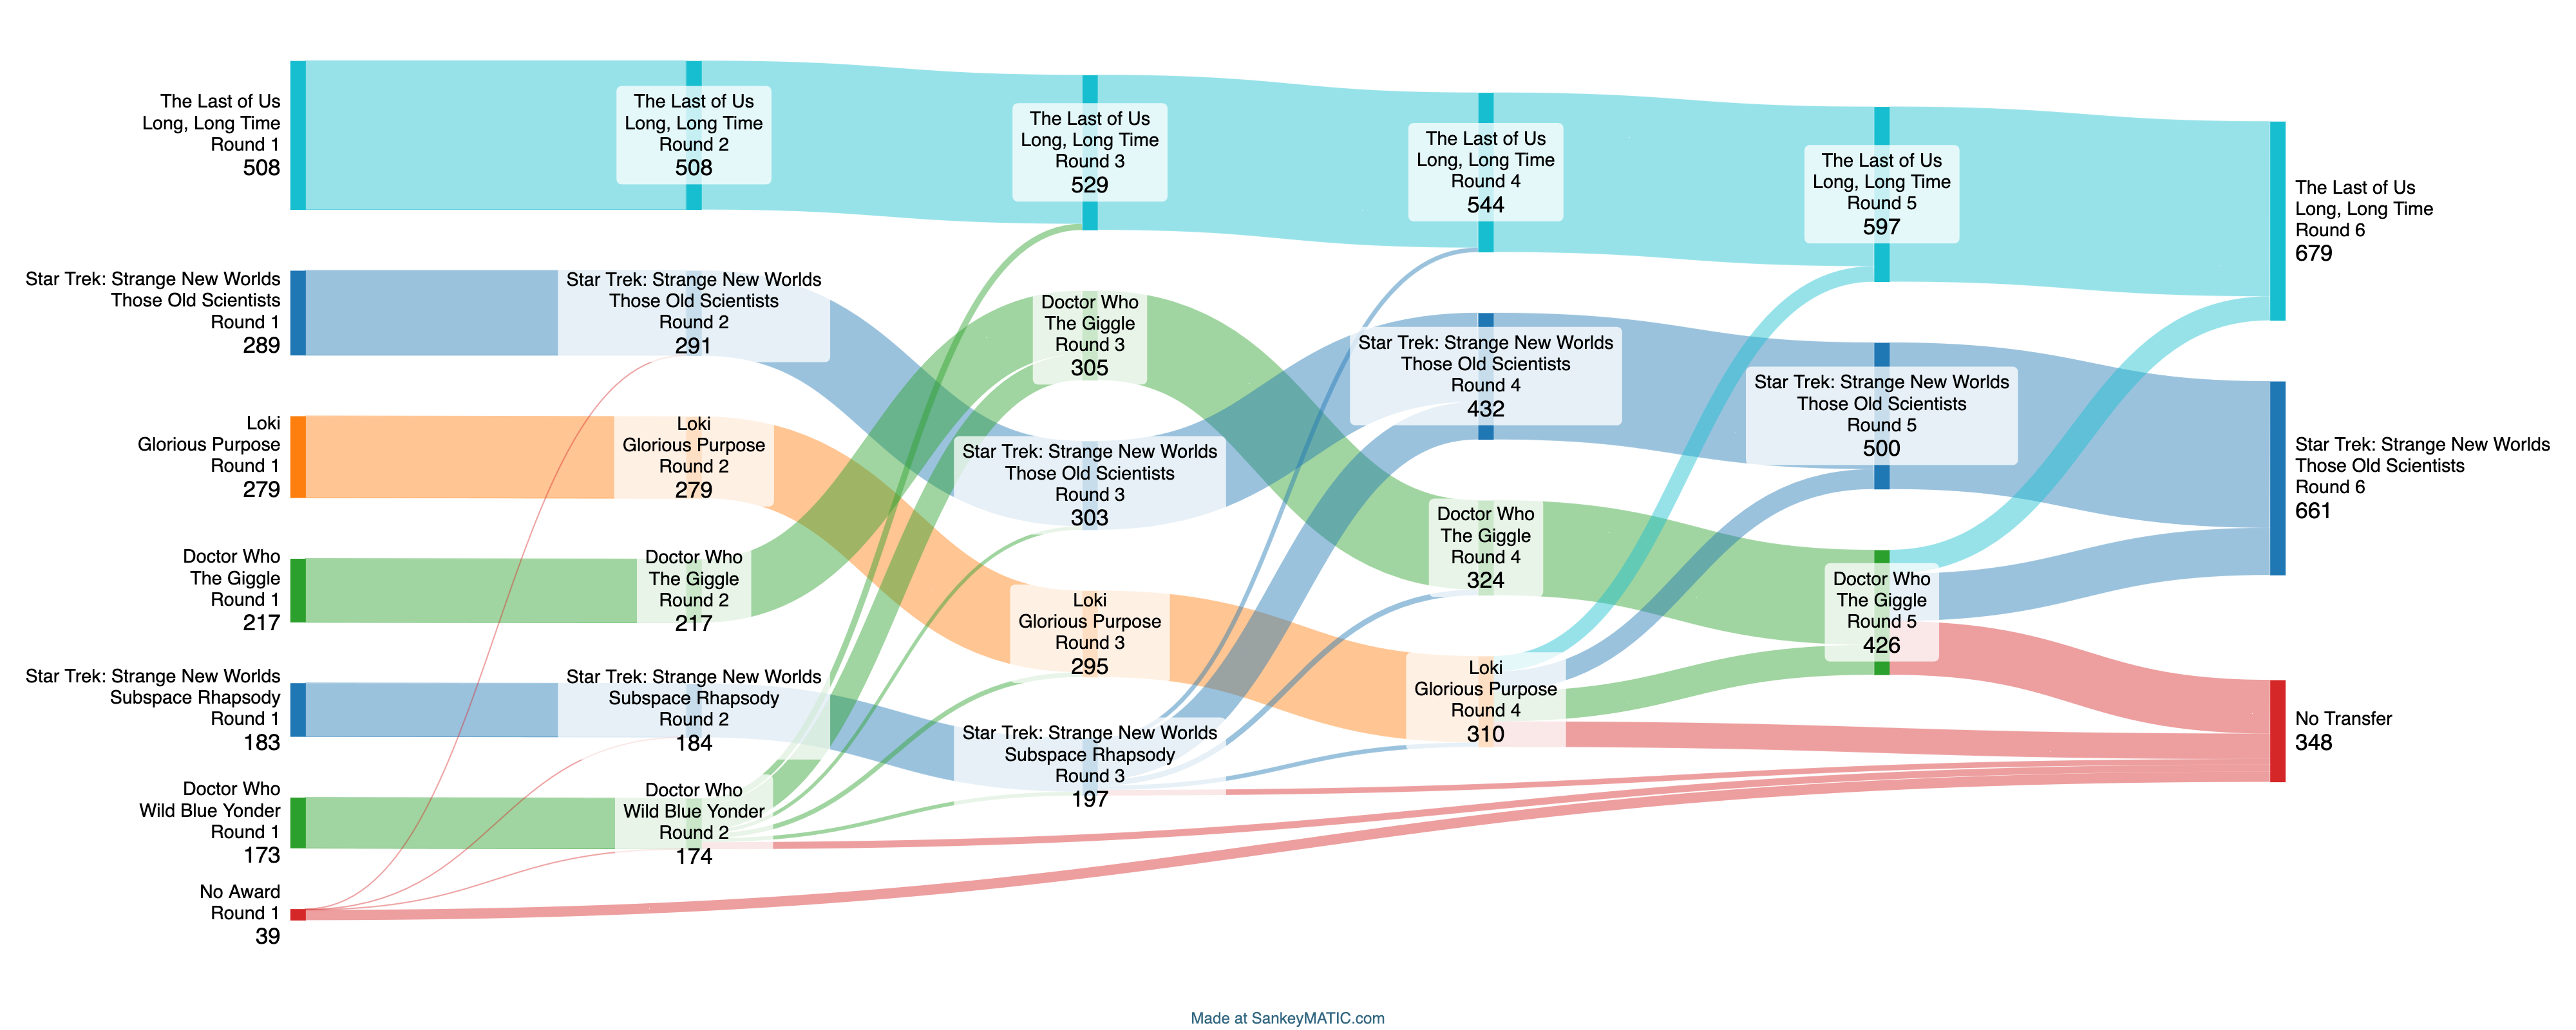 The Last of Us
Long, Long Time
Round 1
508
Star Trek: Strange New Worlds
Those Old Scientists
Round 1
289
Loki
Glorious Purpose
Round 1
279
Doctor Who
The Giggle
Round 1
217
Star Trek: Strange New Worlds
Subspace Rhapsody
Round 1
183
Doctor Who
Wild Blue Yonder
Round 1
173
No Award
Round 1
39
The Last of Us
Long, Long Time
Round 2
508
Star Trek: Strange New Worlds
Those Old Scientists
Round 2
291
Loki
Glorious Purpose
Round 2
279
Doctor Who
The Giggle
Round 2
217
Star Trek: Strange New Worlds
Subspace Rhapsody
Round 2
184
Doctor Who
Wild Blue Yonder
Round 2
174
The Last of Us
Long, Long Time
Round 3
529
Doctor Who
The Giggle
Round 3
305
Star Trek: Strange New Worlds
Those Old Scientists
Round 3
303
Loki
Glorious Purpose
Round 3
295
Star Trek: Strange New Worlds
Subspace Rhapsody
Round 3
197
The Last of Us
Long, Long Time
Round 4
544
Star Trek: Strange New Worlds
Those Old Scientists
Round 4
432
Doctor Who
The Giggle
Round 4
324
Loki
Glorious Purpose
Round 4
310
The Last of Us
Long, Long Time
Round 5
597
Star Trek: Strange New Worlds
Those Old Scientists
Round 5
500
Doctor Who
The Giggle
Round 5
426
The Last of Us
Long, Long Time
Round 6
679
Star Trek: Strange New Worlds
Those Old Scientists
Round 6
661
No Transfer
348
Made at SankeyMATIC.com